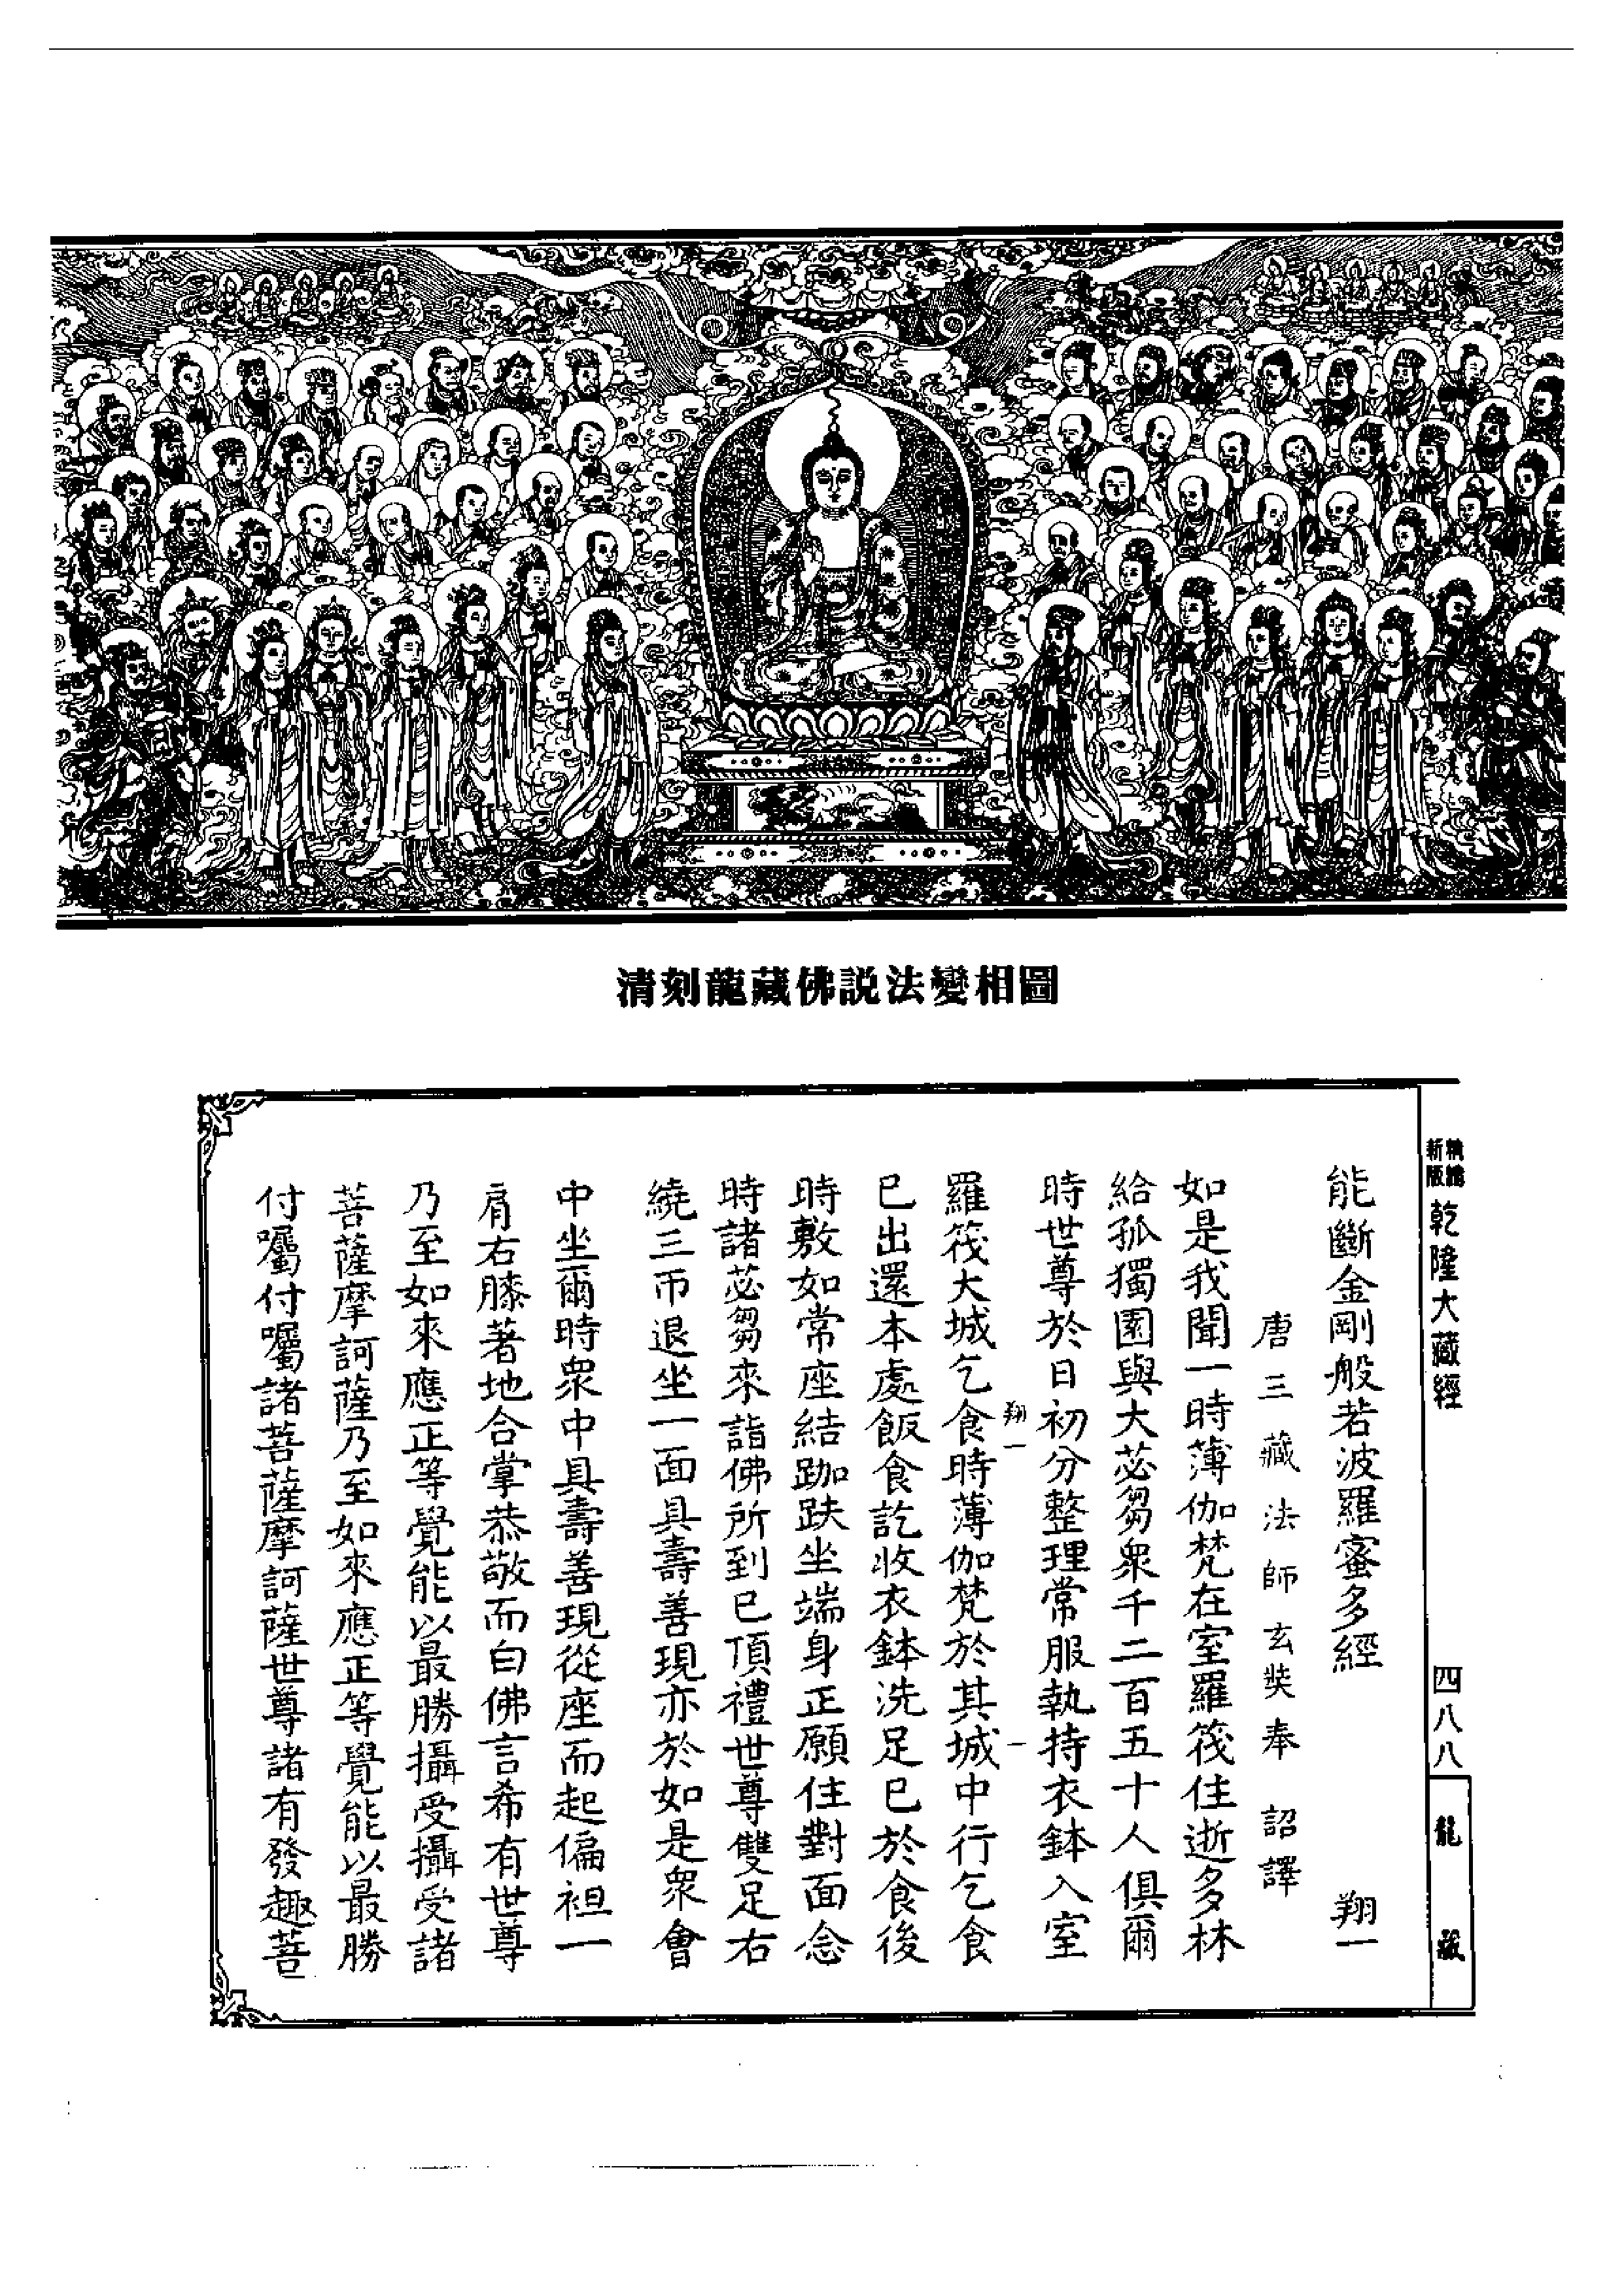 清刻龍藏佛説法變相圖
新版
精編
乾隆大藏經
四八八
龍藏
能斷金剛般若波羅蜜多經 翔一
唐三藏法師玄奘奉 詔譯
如是我聞一時薄伽梵在室羅筏住逝多林
給孤獨園與大苾芻衆千二百五十人俱爾
時世尊於日初分整理常服執持衣鉢入室
翔一 一
羅筏大城乞食時薄伽梵於其城中行乞食
已出還本處飯食訖收衣鉢洗足已於食後
時敷如常座結跏趺坐端身正願住對面念
時諸苾芻來詣佛所到已頂禮世尊雙足右
繞三帀退坐一面具壽善現亦於如是衆會
中坐爾時衆中具壽善現從座而起偏袒一
肩右膝著地合掌恭敬而白佛言希有世尊
乃至如來應正等覺能以最勝攝受攝受諸
菩薩摩訶薩乃至如來應正等覺能以最勝
付囑付囑諸菩薩摩訶薩世尊諸有發趣菩